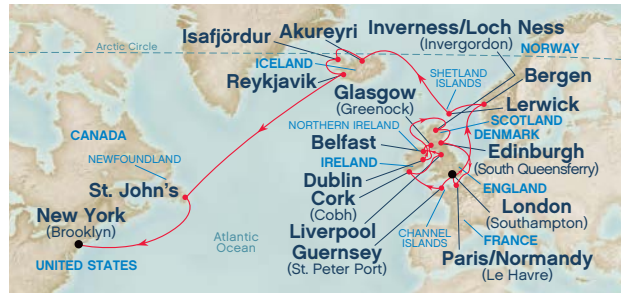 Isafjördur
Akureyri
Inverness/Loch Ness
(Invergordon)
NORWAY
Arctic Circle
ICELAND
Bergen
Reykjavik
SHETLAND
ISLANDS
Glasgow
(Greenock)
Lerwick
SCOTLAND
NORTHERN IRELAND
DENMARK
CANADA
Belfast
Edinburgh
(South Queensferry)
IRELAND
NEWFOUNDLAND
Dublin
ENGLAND
St. John's
Cork
(Cobh)
London
(Southampton)
New York
(Brooklyn)
Liverpool
CHANNEL
ISLANDS
Atlantic
Ocean
FRANCE
Guernsey
(St. Peter Port)
Paris/Normandy
(Le Havre)
UNITED STATES